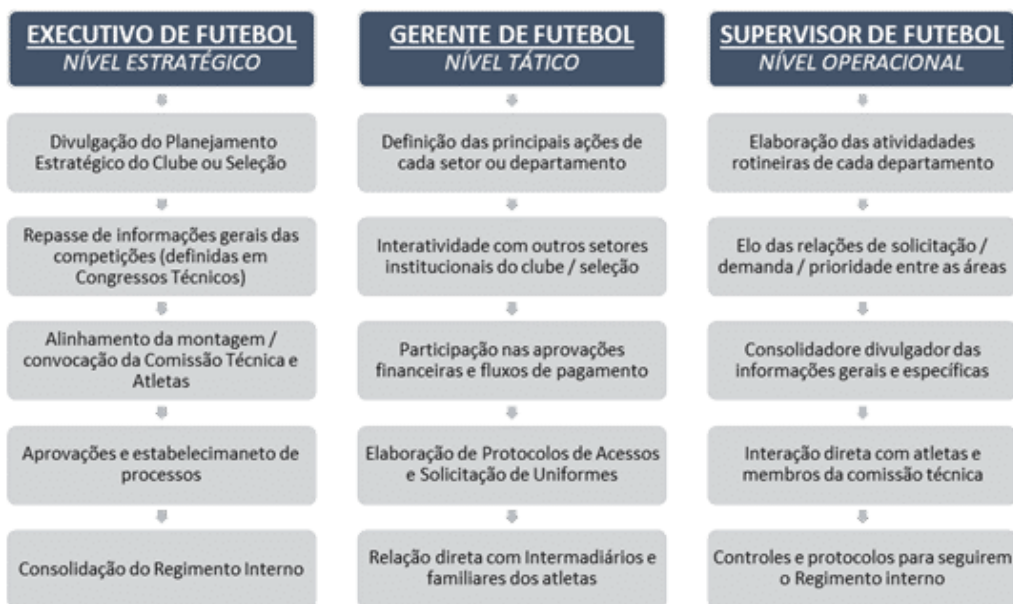 EXECUTIVO DE FUTEBOL
NÍVEL ESTRATÉGICO
Divulgação do Planejamento
Estratégico do Clube ou Seleção
Repasse de informações gerais das
competições (definidas em
Congressos Técnicos)
Alinhamento da montagem /
convocação da Comissão Técnica e
Atletas
Aprovações e estabelecimaneto de
processos
Consolidação do Regimento Interno
GERENTE DE FUTEBOL
NÍVEL TÁTICO
Definição das principais ações de
cada setor ou departamento
Interatividade com outros setores
institucionais do clube / seleção
Participação nas aprovações
financeiras e fluxos de pagamento
Elaboração de Protocolos de Acessos
e Solicitação de Uniformes
Relação direta com Intermadiários e
familiares dos atletas
SUPERVISOR DE FUTEBOL
NÍVEL OPERACIONAL
Elaboração das atividadades
rotineiras de cada departamento
Elo das relações de solicitação /
demanda / prioridade entre as áreas
Consolidadore divulgador das
informações gerais e específicas
Interação direta com atletas e
membros da comissão técnica
Controles e protocolos para seguirem
o Regimento interno